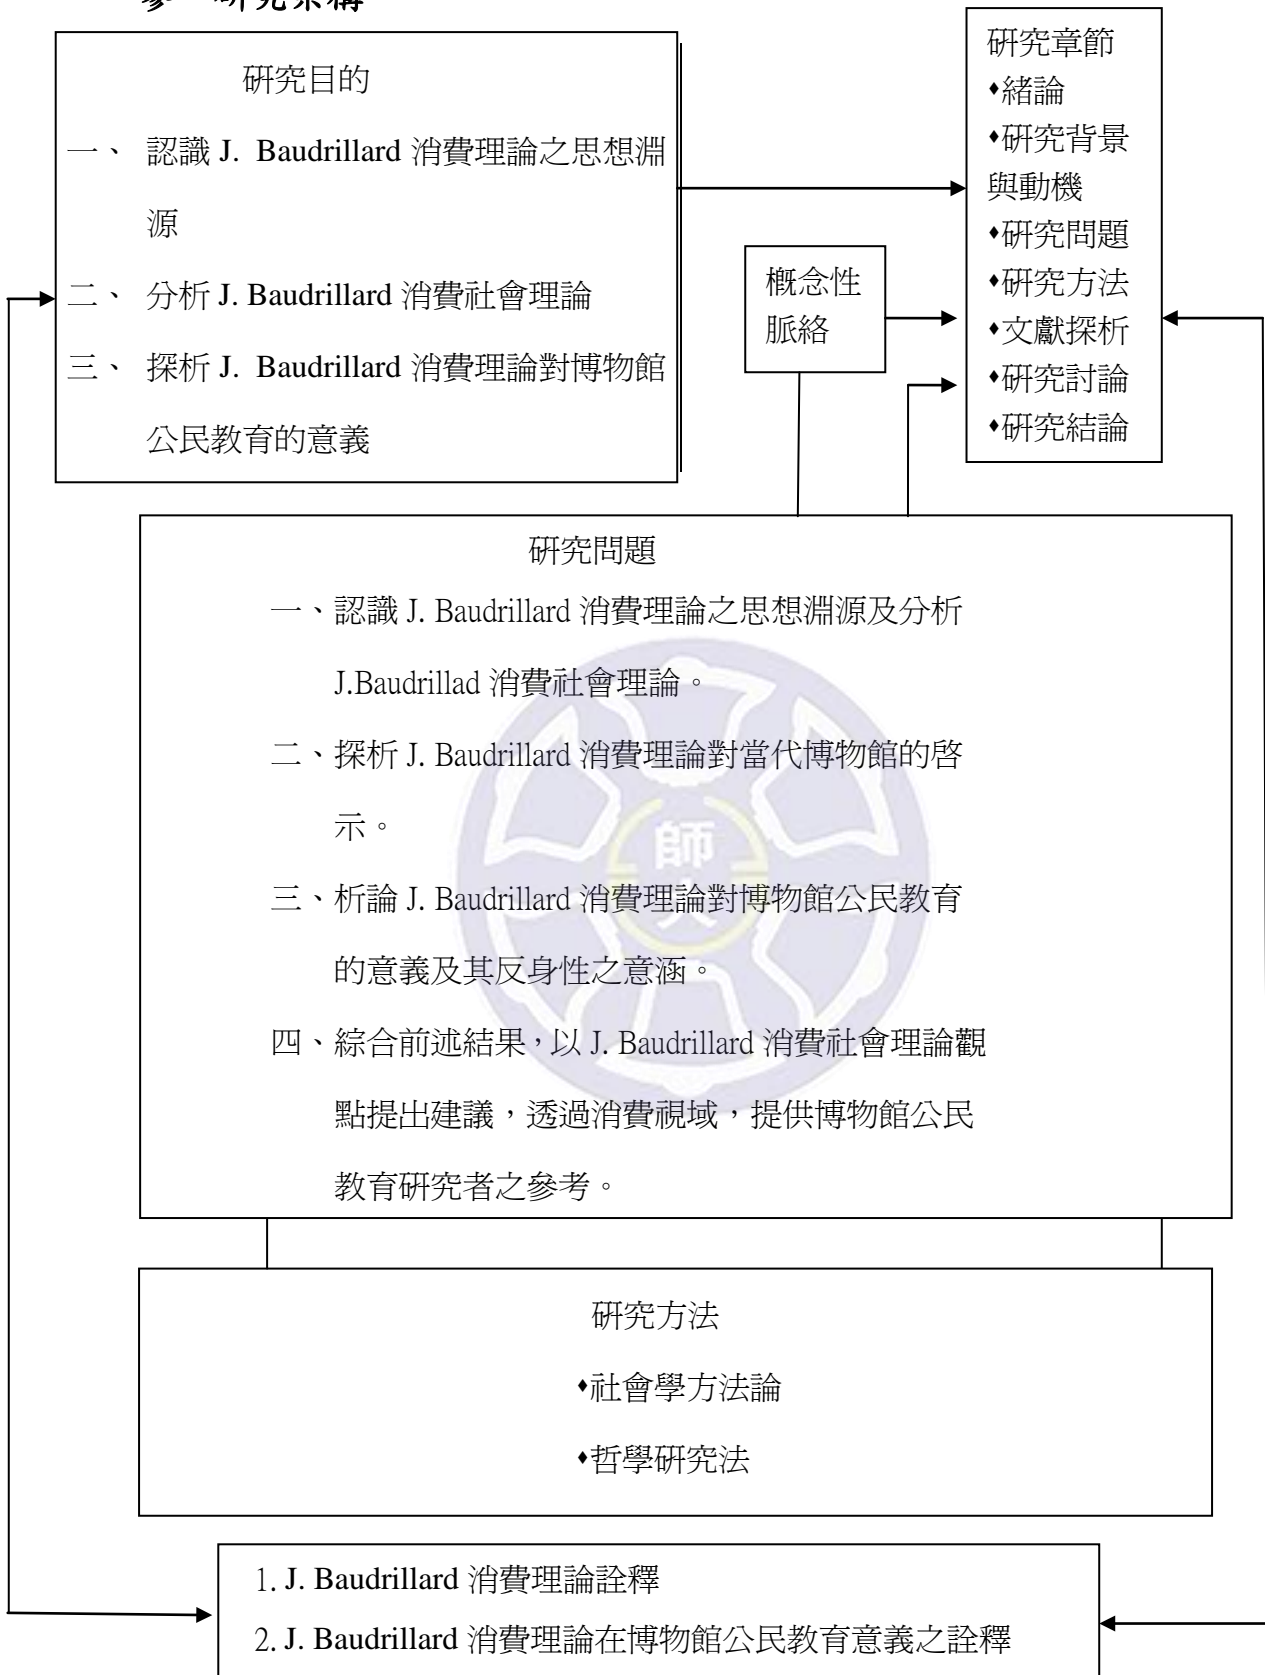 研究目的
一、 認識 J. Baudrillard 消費理論之思想淵
源
二、 分析 J. Baudrillard 消費社會理論
三、 探析 J. Baudrillard 消費理論對博物館
公民教育的意義
概念性
脈絡
研究章節
♦緒論
♦研究背景
與動機
♦研究問題
♦研究方法
♦文獻探析
♦研究討論
♦研究結論
研究問題
一、認識 J. Baudrillard 消費理論之思想淵源及分析
J.Baudrillad 消費社會理論。
二、探析 J. Baudrillard 消費理論對當代博物館的啓
示。
三、析論 J. Baudrillard 消費理論對博物館公民教育
的意義及其反身性之意涵。
四、綜合前述結果，以 J. Baudrillard 消費社會理論觀
點提出建議，透過消費視域，提供博物館公民
教育研究者之參考。
師大
研究方法
♦社會學方法論
♦哲學研究法
1. J. Baudrillard 消費理論詮釋
2. J. Baudrillard 消費理論在博物館公民教育意義之詮釋